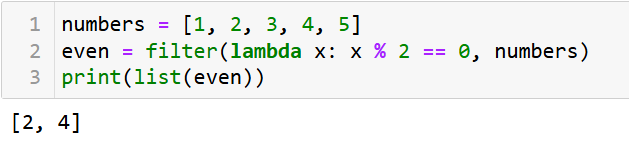 1 numbers = [1, 2, 3, 4, 5]
2 even = filter(lambda x: x % 2 == 0, numbers)
3 print(list(even))
[2, 4]